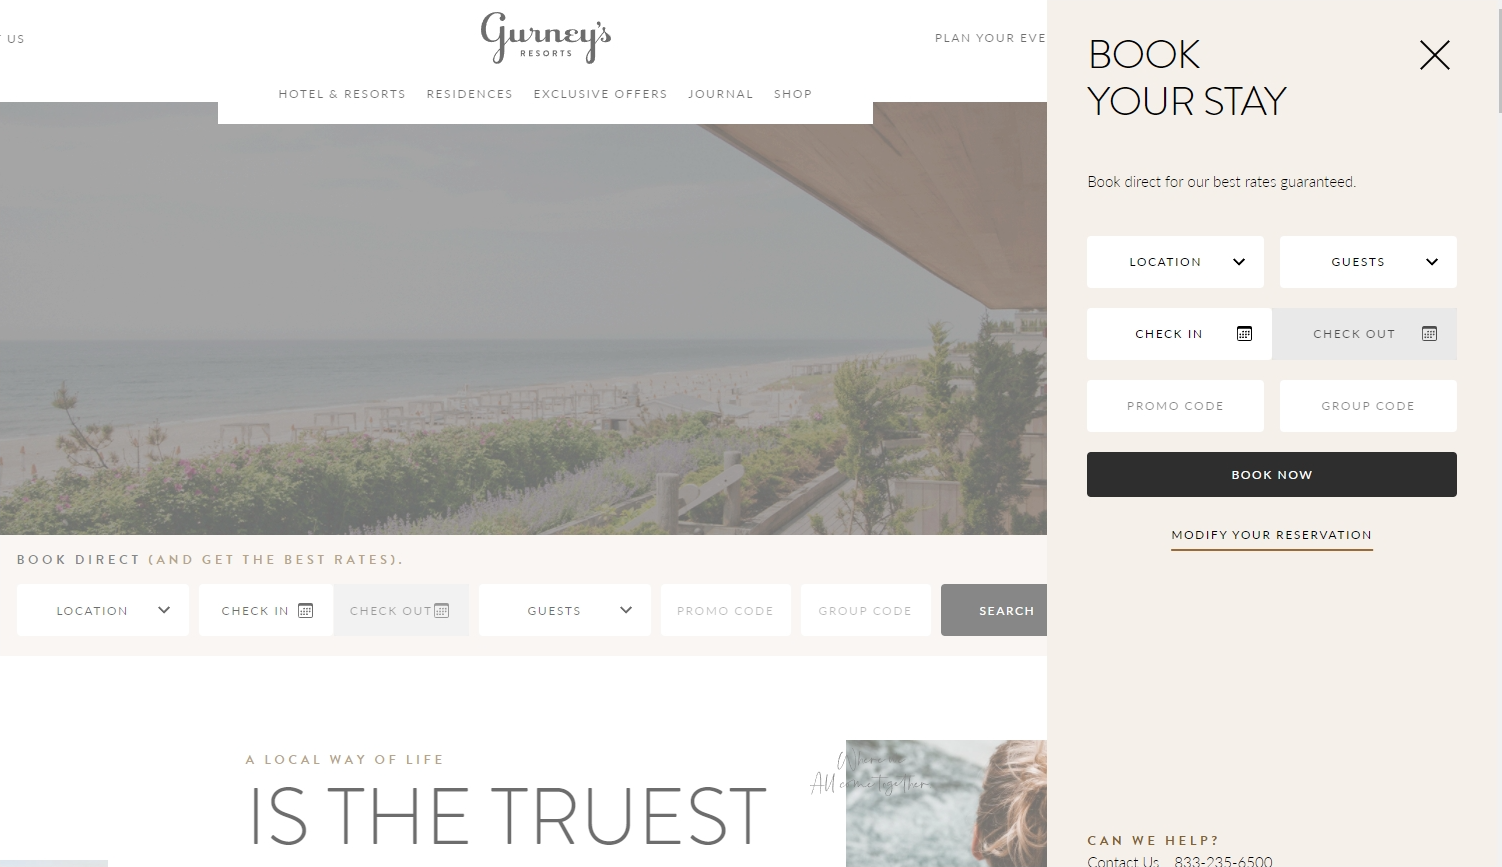 US
Gurney's
RESORTS
PLAN YOUR EVE
HOTEL & RESORTS RESIDENCES EXCLUSIVE OFFERS JOURNAL SHOP
BOOK DIRECT (AND GET THE BEST RATES).
LOCATION CHECK IN CHECK OUT GUESTS PROMO CODE GROUP CODE SEARCH
A LOCAL WAY OF LIFE
IS THE TRUEST
Where we
All come together
BOOK
YOUR STAY
Book direct for our best rates guaranteed.
LOCATION GUESTS
CHECK IN CHECK OUT
PROMO CODE GROUP CODE
BOOK NOW
MODIFY YOUR RESERVATION
CAN WE HELP?
Contact Us 833-235-6500